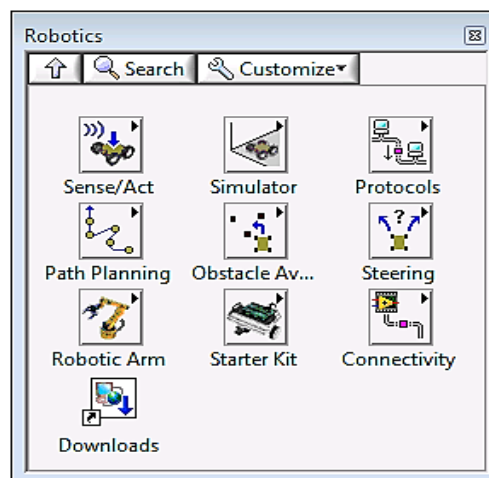 Robotics
Search Customize
Sense/Act Simulator Protocols
?
Path Planning Obstacle Av... Steering
Robotic Arm Starter Kit Connectivity
Downloads